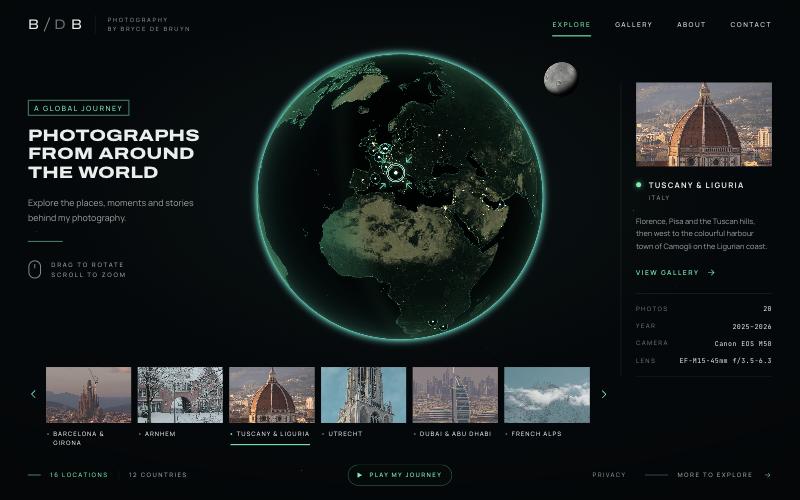 B/DB
PHOTOGRAPHY
BY BRYCE DE BRUYN
EXPLORE
GALLERY
ABOUT
CONTACT
A GLOBAL JOURNEY
PHOTOGRAPHS
FROM AROUND
THE WORLD
Explore the places, moments and stories
behind my photography.
DRAG TO ROTATE
SCROLL TO ZOOM
TUSCANY & LIGURIA
ITALY
Florence, Pisa and the Tuscan hills,
then west to the colourful harbour
town of Camogli on the Ligurian coast.
VIEW GALLERY →
PHOTOS 28
YEAR 2025–2026
CAMERA Canon EOS M50
LENS EF-M15-45mm f/3.5-6.3
BARCELONA &
GIRONA
ARNHEM
TUSCANY & LIGURIA
UTRECHT
DUBAI & ABU DHABI
FRENCH ALPS
16 LOCATIONS
12 COUNTRIES
PLAY MY JOURNEY
PRIVACY
MORE TO EXPLORE →